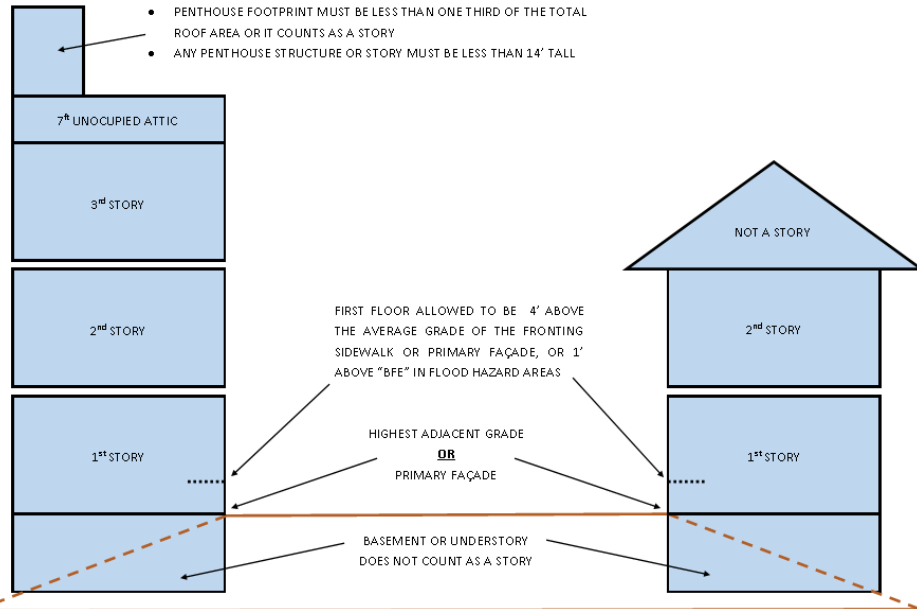 • PENTHOUSE FOOTPRINT MUST BE LESS THAN ONE THIRD OF THE TOTAL
ROOF AREA OR IT COUNTS AS A STORY
• ANY PENTHOUSE STRUCTURE OR STORY MUST BE LESS THAN 14’ TALL
7ft UNOCUPIED ATTIC
3rd STORY
NOT A STORY
2nd STORY
2nd STORY
FIRST FLOOR ALLOWED TO BE 4’ ABOVE
THE AVERAGE GRADE OF THE FRONTING
SIDEWALK OR PRIMARY FAÇADE, OR 1’
ABOVE “BFE” IN FLOOD HAZARD AREAS
1st STORY
HIGHEST ADJACENT GRADE
OR
PRIMARY FAÇADE
1st STORY
BASEMENT OR UNDERSTORY
DOES NOT COUNT AS A STORY